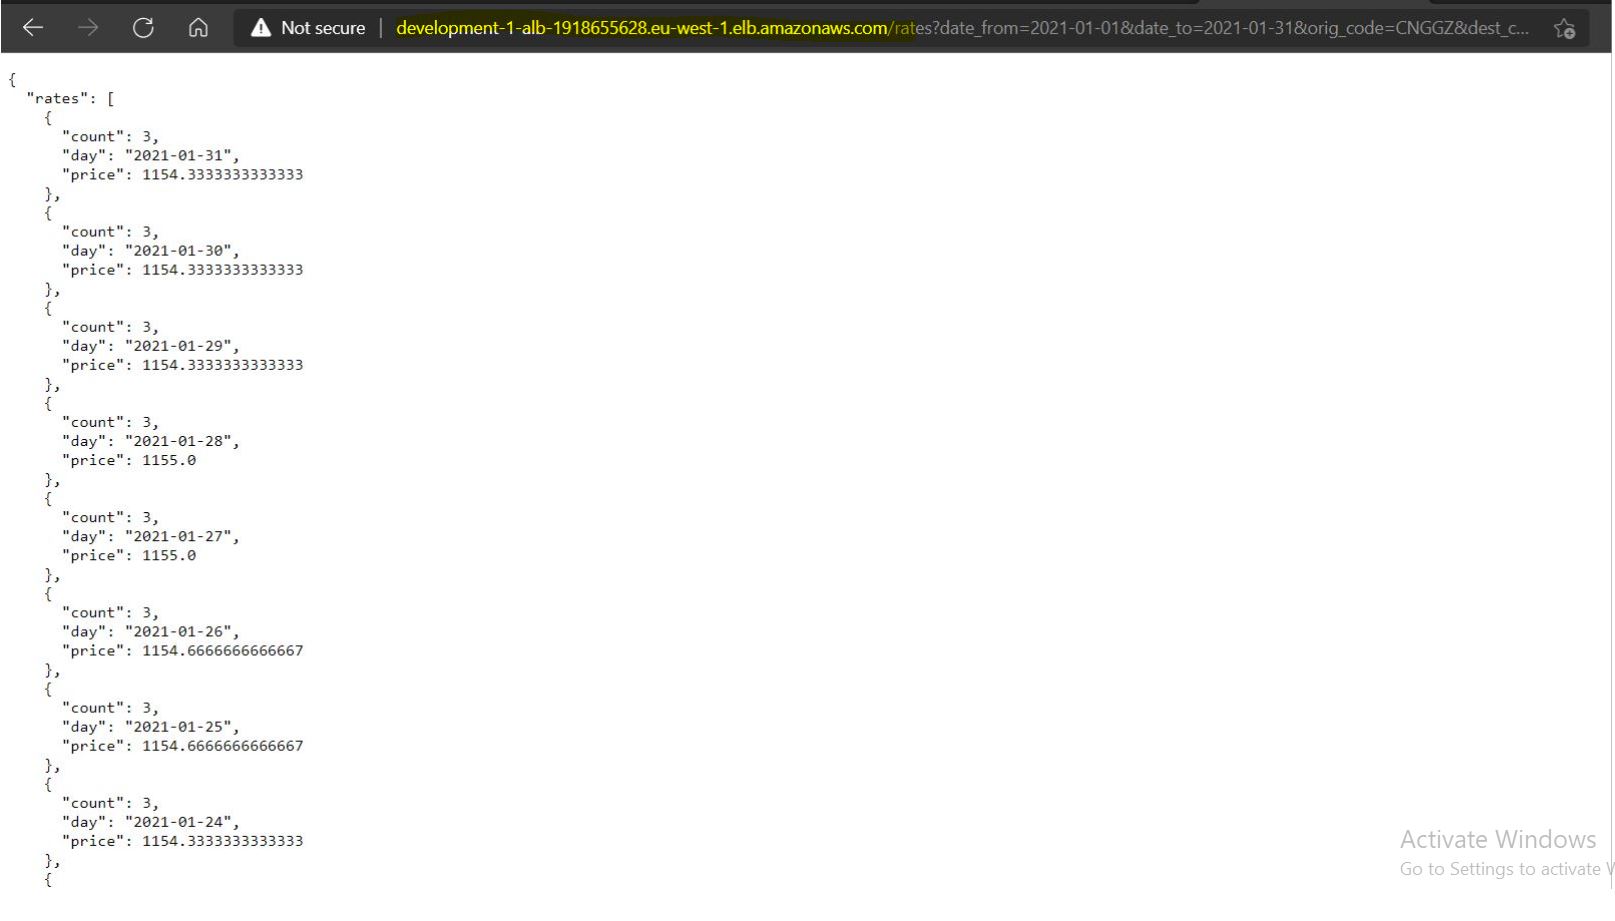 Not secure | development-1-alb-1918655628.eu-west-1.elb.amazonaws.com/rates?date_from=2021-01-01&date_to=2021-01-31&orig_code=CNGGZ&dest_c...
{
"rates": [
{
"count": 3,
"day": "2021-01-31",
"price": 1154.3333333333333
},
{
"count": 3,
"day": "2021-01-30",
"price": 1154.3333333333333
},
{
"count": 3,
"day": "2021-01-29",
"price": 1154.3333333333333
},
{
"count": 3,
"day": "2021-01-28",
"price": 1155.0
},
{
"count": 3,
"day": "2021-01-27",
"price": 1155.0
},
{
"count": 3,
"day": "2021-01-26",
"price": 1154.6666666666667
},
{
"count": 3,
"day": "2021-01-25",
"price": 1154.6666666666667
},
{
"count": 3,
"day": "2021-01-24",
"price": 1154.3333333333333
},
{
Activate Windows
Go to Settings to activate W